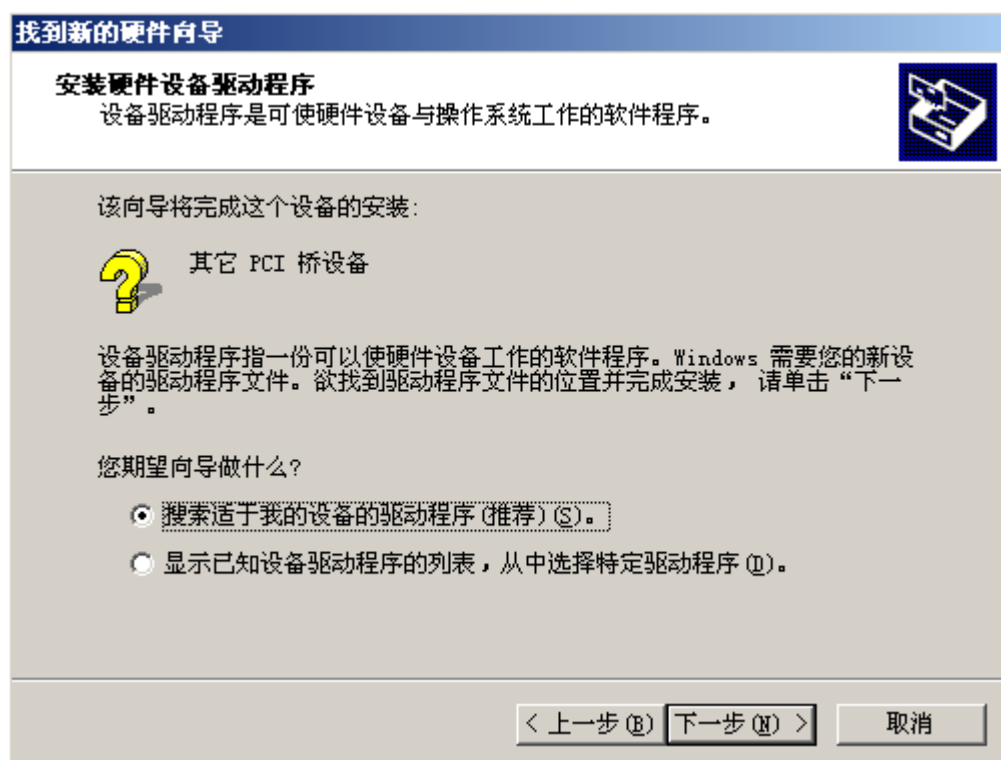 找到新的硬件向导
安装硬件设备驱动程序
设备驱动程序是可使硬件设备与操作系统工作的软件程序。
该向导将完成这个设备的安装:
其它 PCI 桥设备
设备驱动程序指一份可以使硬件设备工作的软件程序。Windows 需要您的新设
备的驱动程序文件。欲找到驱动程序文件的位置并完成安装， 请单击“下一
步”。
您期望向导做什么?
搜索适于我的设备的驱动程序(推荐)(S)。
显示已知设备驱动程序的列表，从中选择特定驱动程序(D)。
< 上一步(B) 下一步(N) > 取消